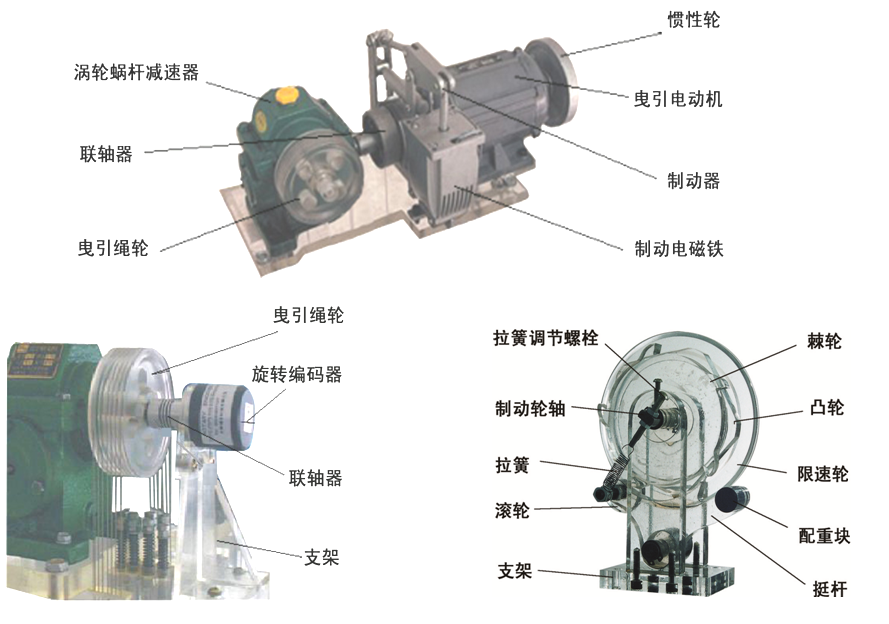 惯性轮
涡轮蜗杆减速器
曳引电动机
联轴器
制动器
曳引绳轮
制动电磁铁
曳引绳轮
旋转编码器
联轴器
支架
拉簧调节螺栓
棘轮
制动轮轴
凸轮
拉簧
限速轮
滚轮
配重块
支架
挺杆